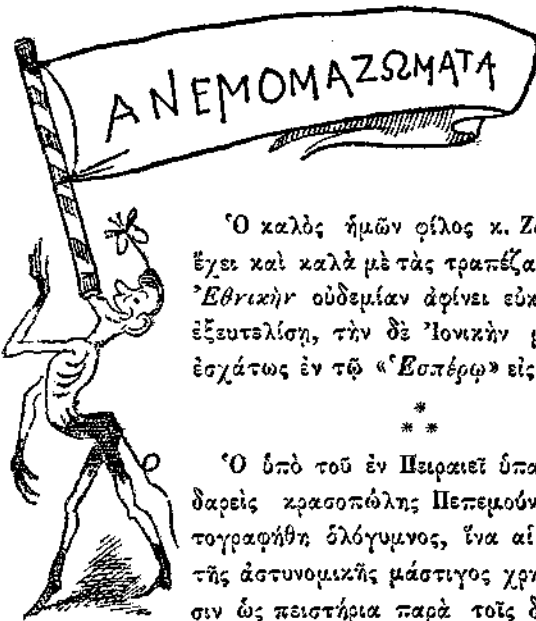 ΑΝΕΜΟΜΑΖΩΜΑΤΑ
Ὁ καλὸς ἡμῶν φίλος κ. Ζ
ἔχει καὶ καλὰ μὲ τὰς τραπέζα
Ἐθνικὴν οὐδεμίαν ἀφίνει εὐκ
ἐξευτελίσῃ, τὴν δὲ Ἰονικὴν
ἐσχάτως ἐν τῷ «Ἑσπέρῳ» εἰς
*
* *
Ὁ ὑπὸ τοῦ ἐν Πειραιεῖ ὑπα
δαρεὶς κρασοπώλης Πεπεμούν
τογραφήθη ὁλόγυμνος, ἵνα αἱ
τῆς ἀστυνομικῆς μάστιγος χρη
σιν ὡς πειστήρια παρὰ τοῖς δ